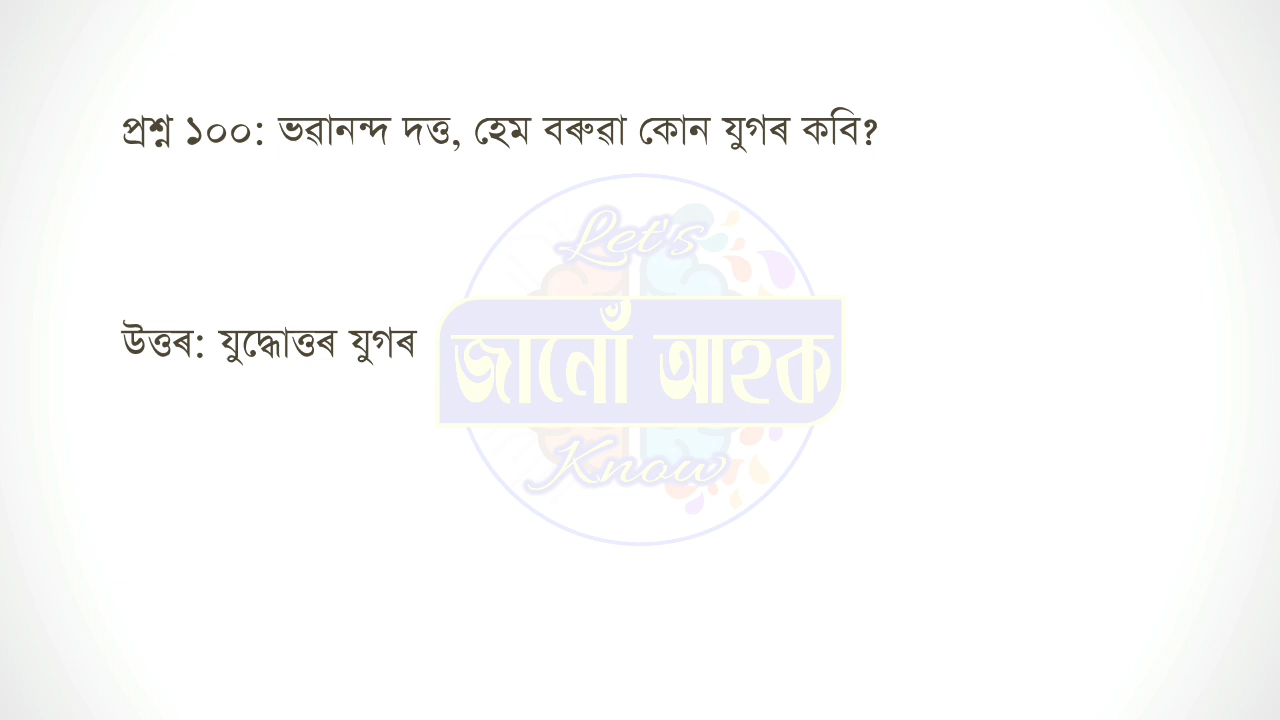 প্ৰশ্ন ১০০: ভৱানন্দ দত্ত, হেম বৰুৱা কোন যুগৰ কবি?
Let's
উত্তৰ: যুদ্ধোত্তৰ যুগৰ
জানোঁ আহক
Know